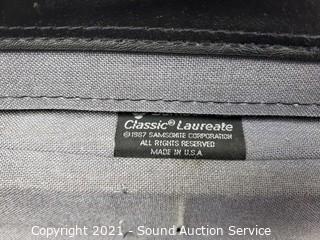 Classic® Laureate
©1987 SAMSONITE CORPORATION
ALL RIGHTS RESERVED
MADE IN U.S.A.
Copyright 2021 - Sound Auction Service